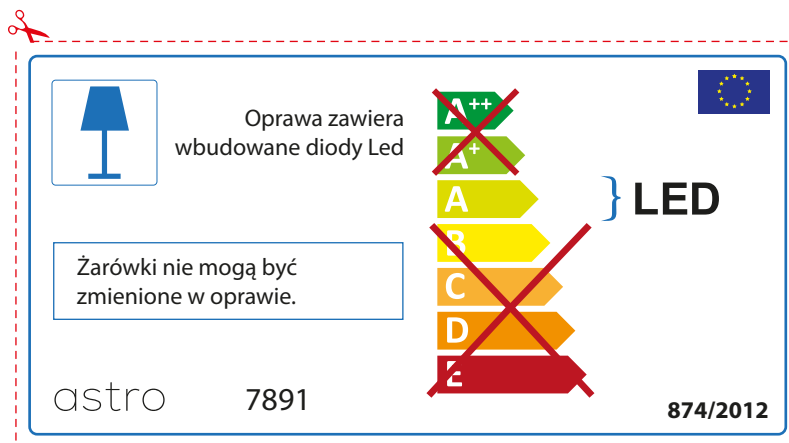 Oprawa zawiera
wbudowane diody Led
A++
A+
A
B
C
D
E
LED
Żarówki nie mogą być
zmienione w oprawie.
astro
7891
874/2012